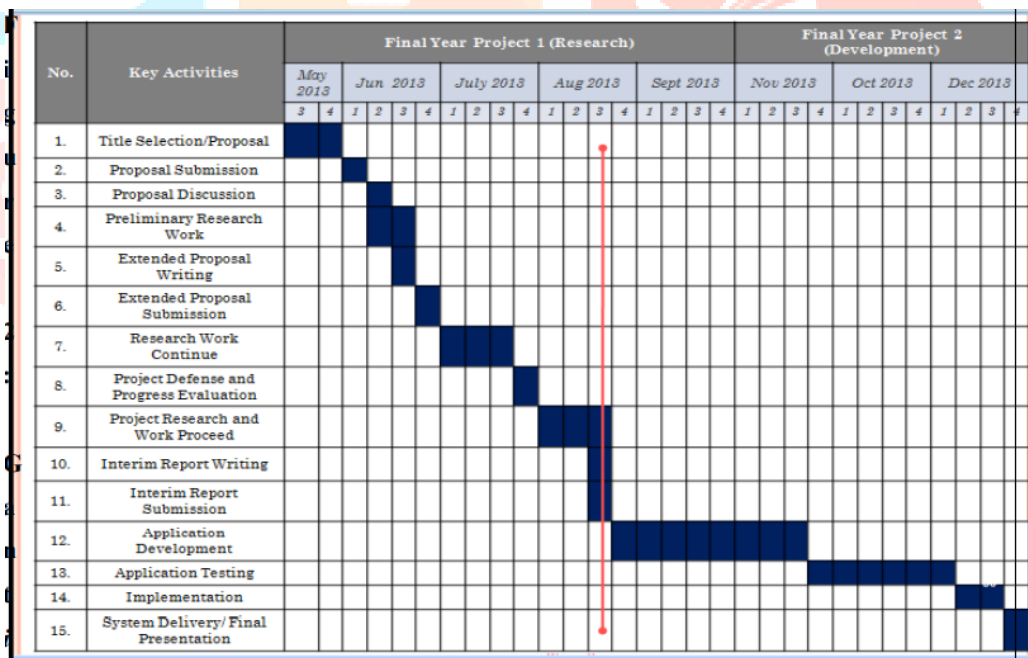 Final Year Project 1 (Research)
Final Year Project 2
(Development)
No.
Key Activities
May
2013
Jun 2013
July 2013
Aug 2013
Sept 2013
Nov 2013
Oct 2013
Dec 2013
3 4 1 2 3 4 1 2 3 4 1 2 3 4 1 2 3 4 1 2 3 4 1 2 3 4 1 2 3 4
1. Title Selection/Proposal
2. Proposal Submission
3. Proposal Discussion
4. Preliminary Research
Work
5. Extended Proposal
Writing
6. Extended Proposal
Submission
7. Research Work
Continue
8. Project Defense and
Progress Evaluation
9. Project Research and
Work Proceed
10. Interim Report Writing
11. Interim Report
Submission
12. Application
Development
13. Application Testing
14. Implementation
15. System Delivery/ Final
Presentation